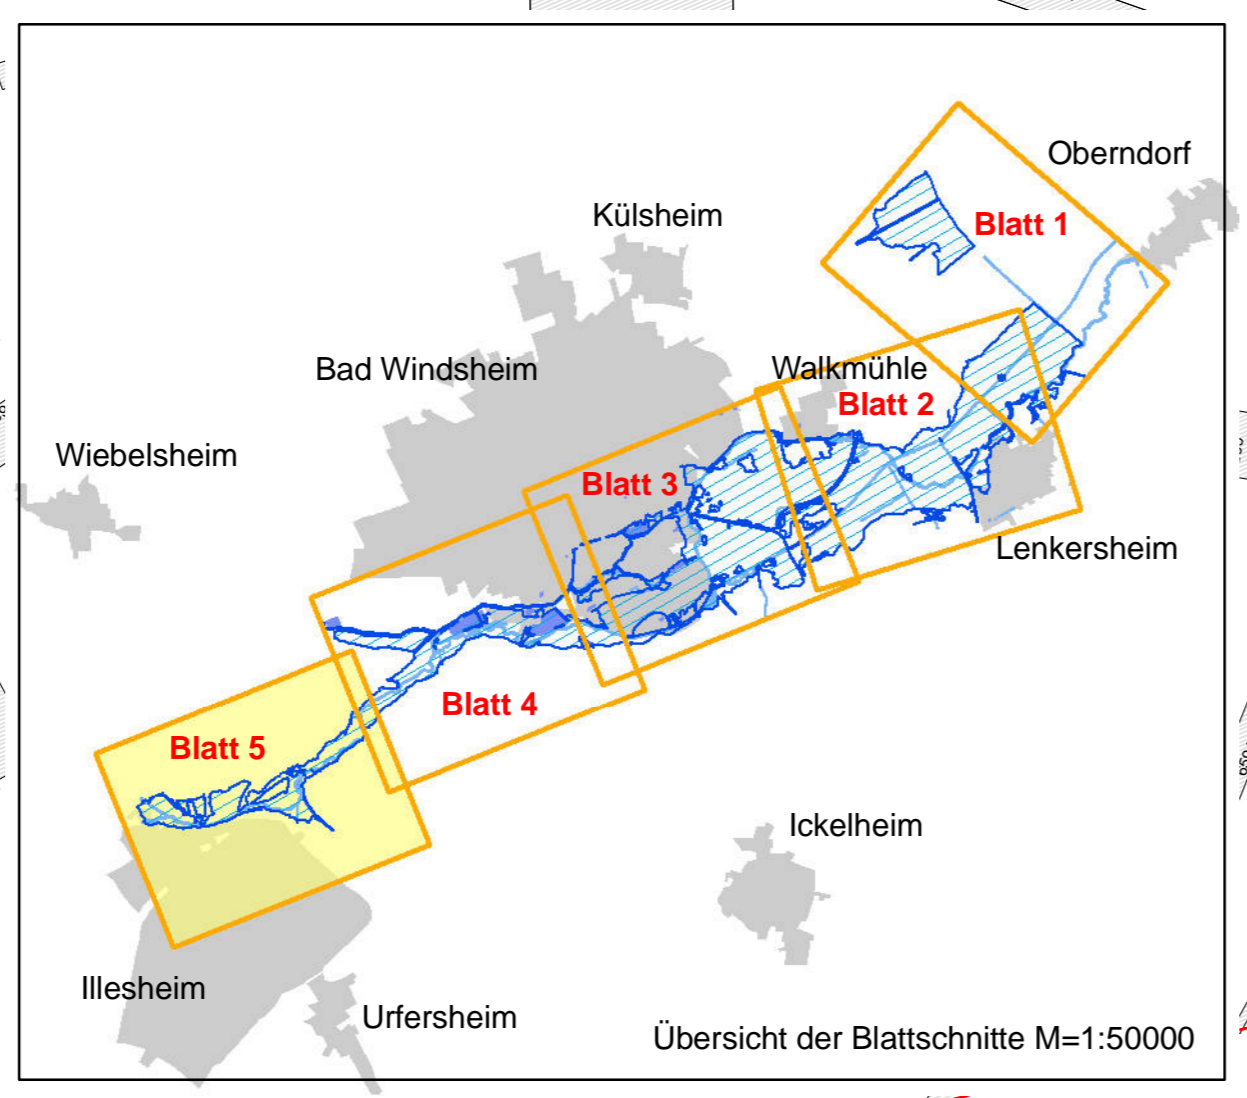 Oberndorf
Külsheim
Blatt 1
Bad Windsheim
Walkmühle
Blatt 2
Wiebelsheim
Blatt 3
Lenkersheim
Blatt 4
Blatt 5
Ickelheim
Illesheim
Urfersheim
Übersicht der Blattschnitte M=1:50000